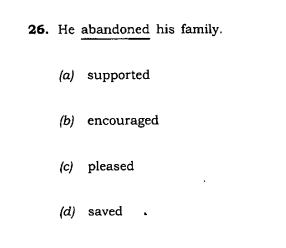 26. He abandoned his family.
(a) supported
(b) encouraged
(c) pleased
(d) saved